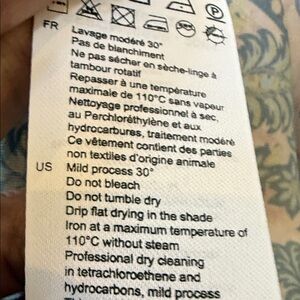 P
FR
Lavage modéré 30°
Pas de blanchiment
Ne pas sécher en sèche-linge à
tambour rotatif
Repasser à une température
maximale de 110°C sans vapeur
Nettoyage professionnel à sec,
au Perchloréthylène et aux
hydrocarbures, traitement modéré
Ce vêtement contient des parties
non textiles d'origine animale
US Mild process 30°
Do not bleach
Do not tumble dry
Drip flat drying in the shade
Iron at a maximum temperature of
110°C without steam
Professional dry cleaning
in tetrachloroethene and
hydrocarbons, mild process